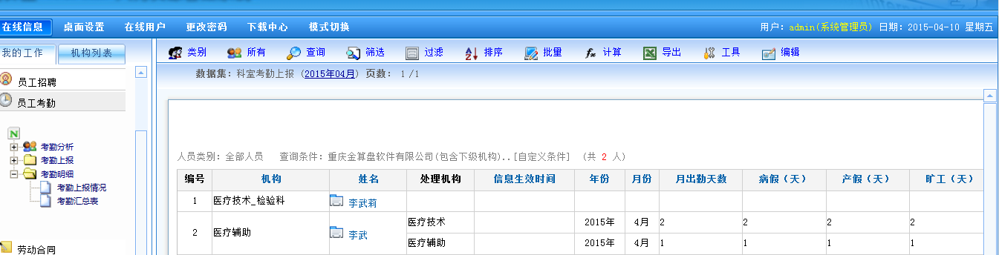 在线信息 桌面设置 在线用户 更改密码 下载中心 模式切换 用户: admin(系统管理员) 日期: 2015-04-10 星期五
我的工作 机构列表
类别 所有 查询 筛选 过滤 排序 批量 计算 导出 工具 编辑
数据集: 科室考勤上报 (2015年04月) 页数: 1 /1
员工招聘
员工考勤
N
考勤分析
考勤上报
考勤明细
考勤上报情况
考勤汇总表
劳动合同
人员类别: 全部人员 查询条件: 重庆金算盘软件有限公司(包含下级机构)..[自定义条件] (共 2 人)
编号 机构 姓名 处理机构 信息生效时间 年份 月份 月出勤天数 病假（天） 产假（天） 旷工（天）
1 医疗技术_检验科 李武莉
2 医疗辅助 李武 医疗技术 2015年 4月 2 2 2 2
医疗辅助 2015年 4月 1 1 1 1